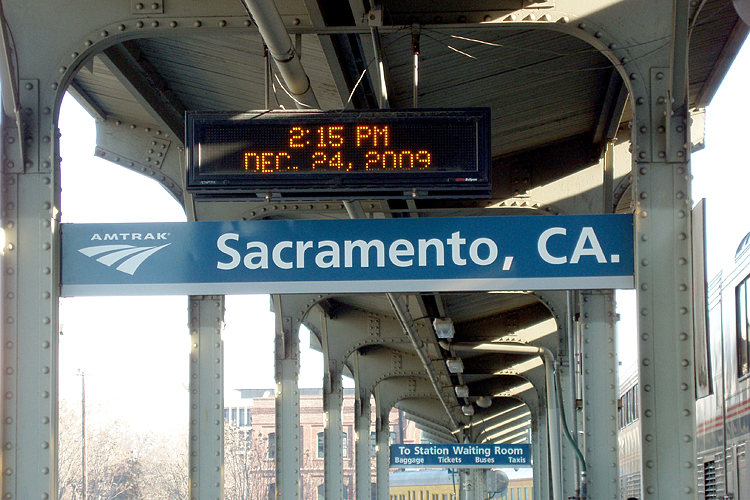 2:15 PM
DEC. 24, 2009
AMTRAK
Sacramento, CA.
To Station Waiting Room
Baggage Tickets Buses Taxis